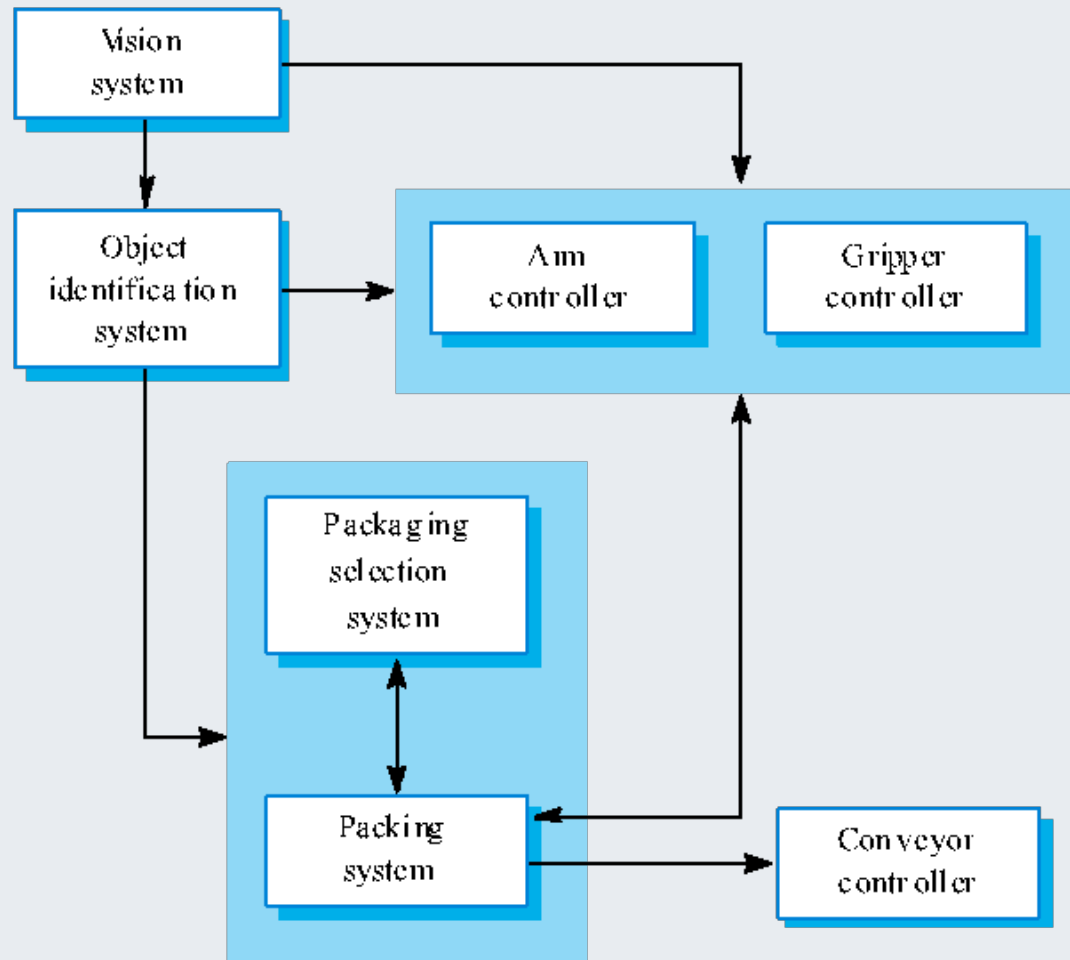 Vision
system
Object
identification
system
Arm
controller
Gripper
controller
Packaging
selection
system
Packing
system
Conveyor
controller